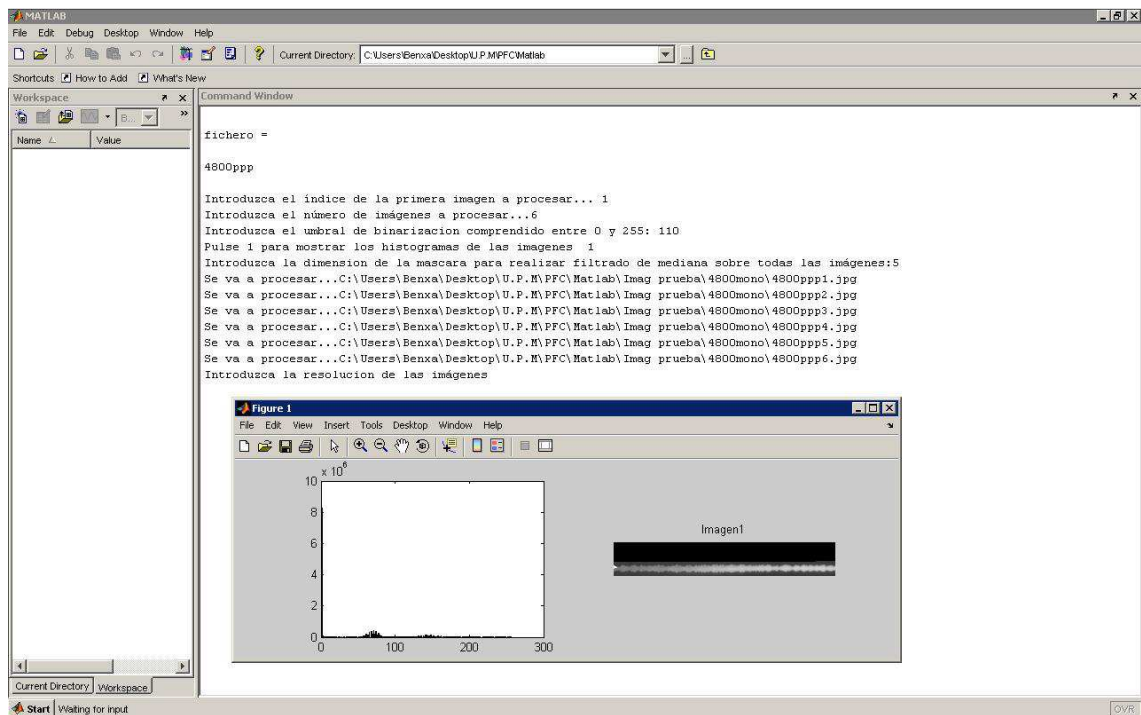 MATLAB
File Edit Debug Desktop Window Help
Current Directory: C:\Users\Benxa\Desktop\U.P.M\PFC\Matlab
Shortcuts How to Add What's New
Workspace
Command Window
B...
Name Value
fichero =
4800ppp
Introduzca el índice de la primera imagen a procesar... 1
Introduzca el número de imágenes a procesar...6
Introduzca el umbral de binarizacion comprendido entre 0 y 255: 110
Pulse 1 para mostrar los histogramas de las imagenes 1
Introduzca la dimension de la mascara para realizar filtrado de mediana sobre todas las imágenes:5
Se va a procesar...C:\Users\Benxa\Desktop\U.P.M\PFC\Matlab\Imag prueba\4800mono\4800ppp1.jpg
Se va a procesar...C:\Users\Benxa\Desktop\U.P.M\PFC\Matlab\Imag prueba\4800mono\4800ppp2.jpg
Se va a procesar...C:\Users\Benxa\Desktop\U.P.M\PFC\Matlab\Imag prueba\4800mono\4800ppp3.jpg
Se va a procesar...C:\Users\Benxa\Desktop\U.P.M\PFC\Matlab\Imag prueba\4800mono\4800ppp4.jpg
Se va a procesar...C:\Users\Benxa\Desktop\U.P.M\PFC\Matlab\Imag prueba\4800mono\4800ppp5.jpg
Se va a procesar...C:\Users\Benxa\Desktop\U.P.M\PFC\Matlab\Imag prueba\4800mono\4800ppp6.jpg
Introduzca la resolucion de las imágenes
Figure 1
File Edit View Insert Tools Desktop Window Help
x 10^6
10
8
6
4
2
0
0 100 200 300
Imagen1
Current Directory Workspace
Start Waiting for input
OVR